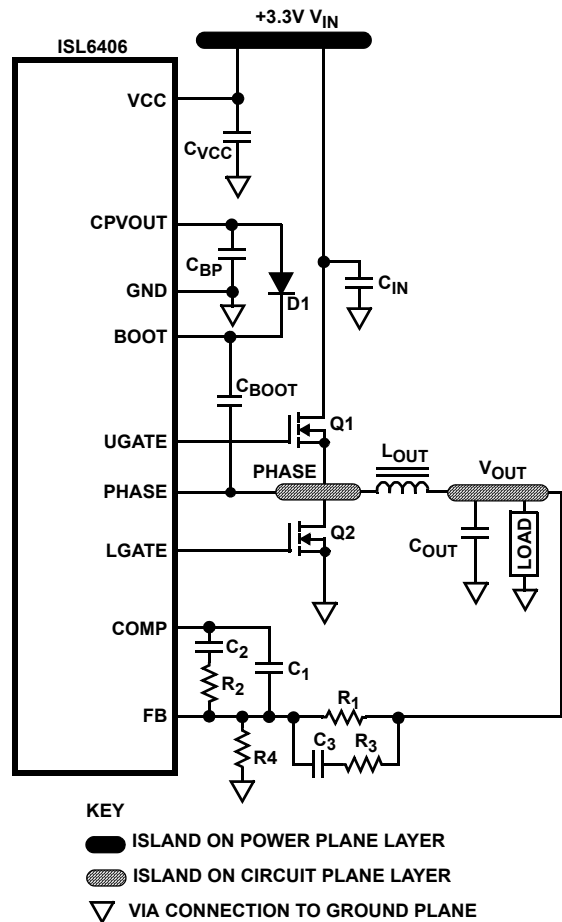 +3.3V VIN
ISL6406
VCC
CVCC
CPVOUT
CBP
D1
CIN
GND
BOOT
CBOOT
UGATE
Q1
PHASE
PHASE
LOUT
VOUT
LGATE
Q2
COUT
LOAD
COMP
C2
C1
R2
FB
R1
R4
C3
R3
KEY
ISLAND ON POWER PLANE LAYER
ISLAND ON CIRCUIT PLANE LAYER
VIA CONNECTION TO GROUND PLANE